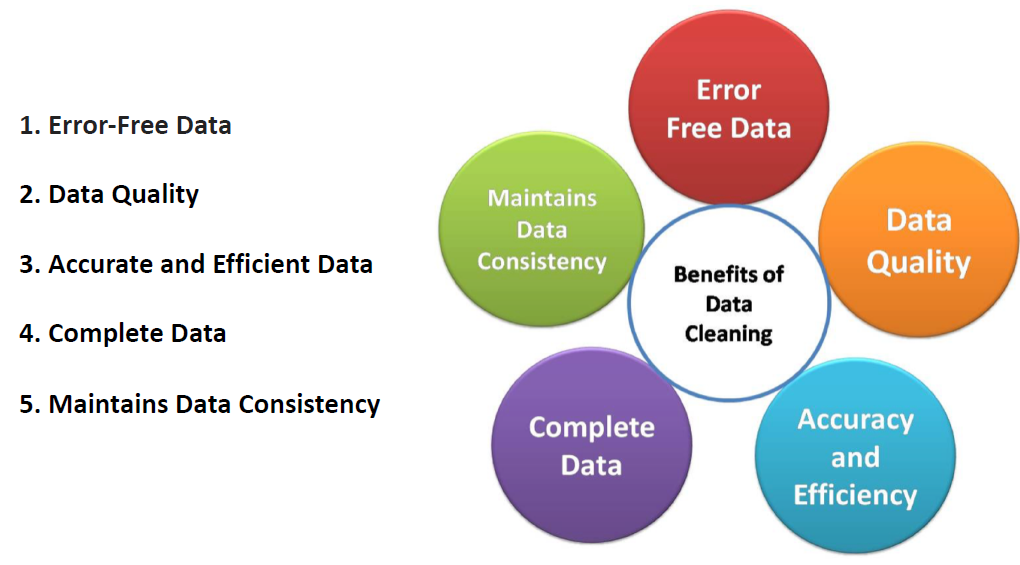 1. Error-Free Data
2. Data Quality
3. Accurate and Efficient Data
4. Complete Data
5. Maintains Data Consistency
Error
Free Data
Data
Quality
Accuracy
and
Efficiency
Complete
Data
Maintains
Data
Consistency
Benefits of
Data
Cleaning